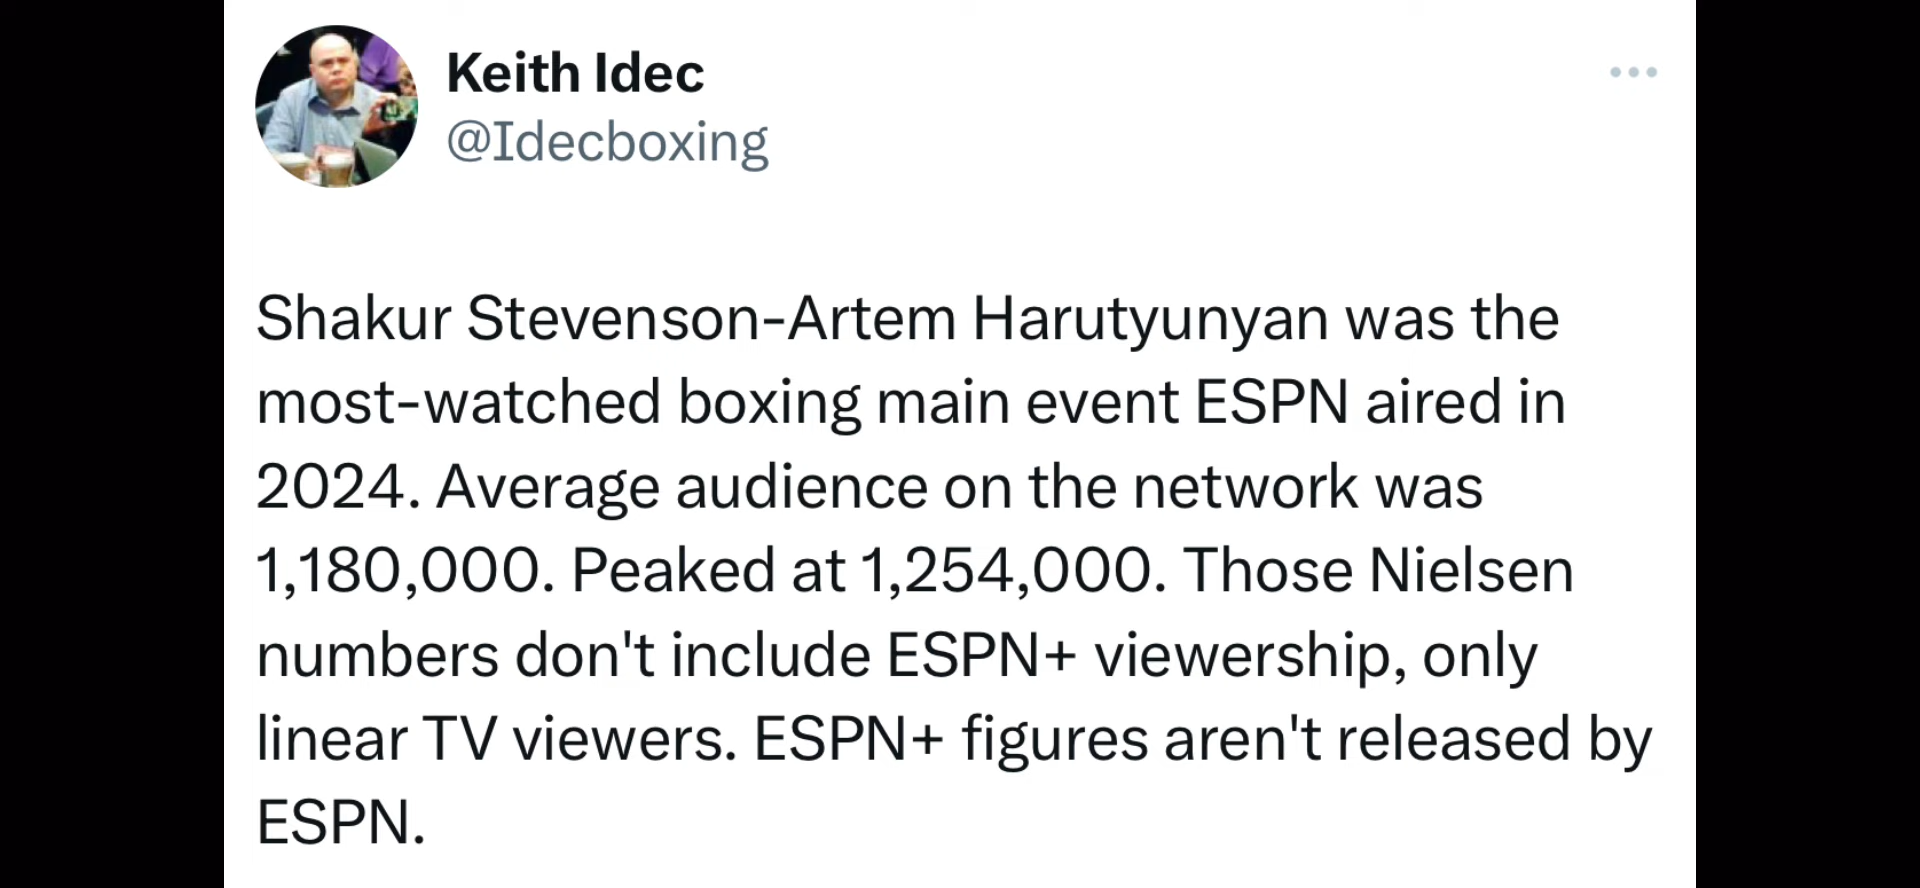 Keith Idec
@Idecboxing
Shakur Stevenson-Artem Harutyunyan was the
most-watched boxing main event ESPN aired in
2024. Average audience on the network was
1,180,000. Peaked at 1,254,000. Those Nielsen
numbers don't include ESPN+ viewership, only
linear TV viewers. ESPN+ figures aren't released by
ESPN.